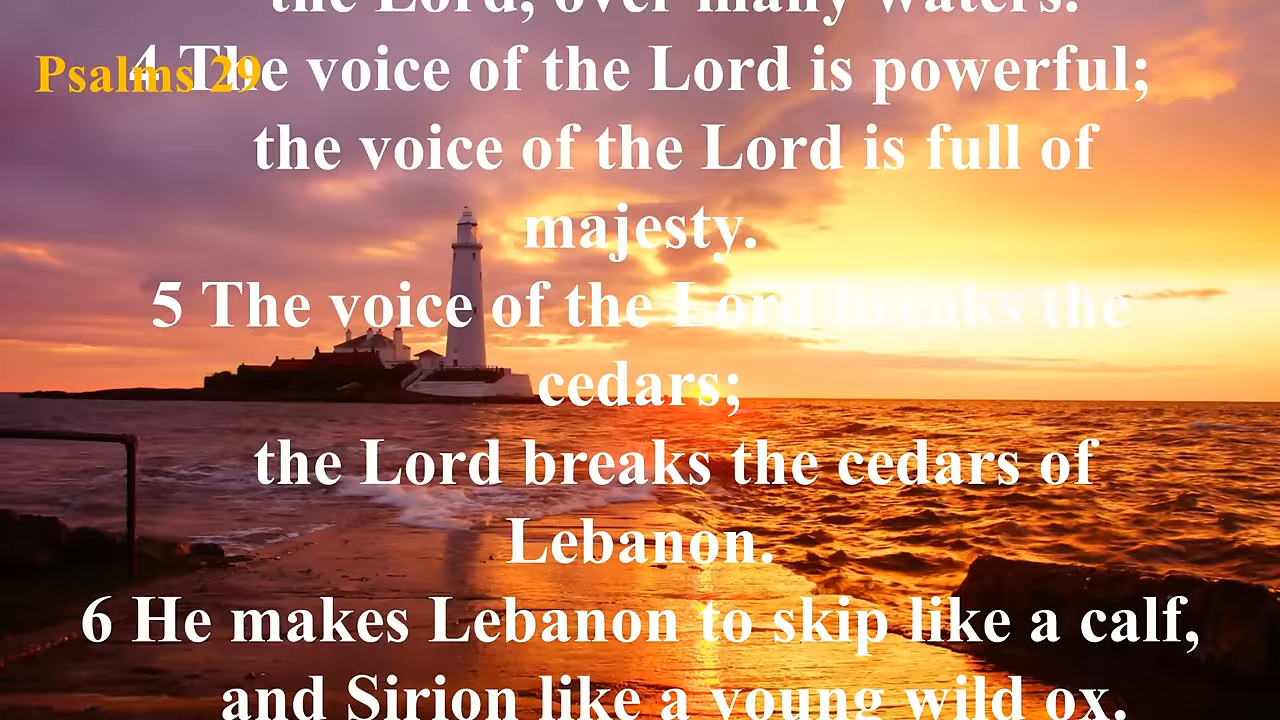 the Lord, over many waters.
Psalms 29
4 The voice of the Lord is powerful;
the voice of the Lord is full of
majesty.
5 The voice of the Lord breaks the
cedars;
the Lord breaks the cedars of
Lebanon.
6 He makes Lebanon to skip like a calf,
and Sirion like a young wild ox.